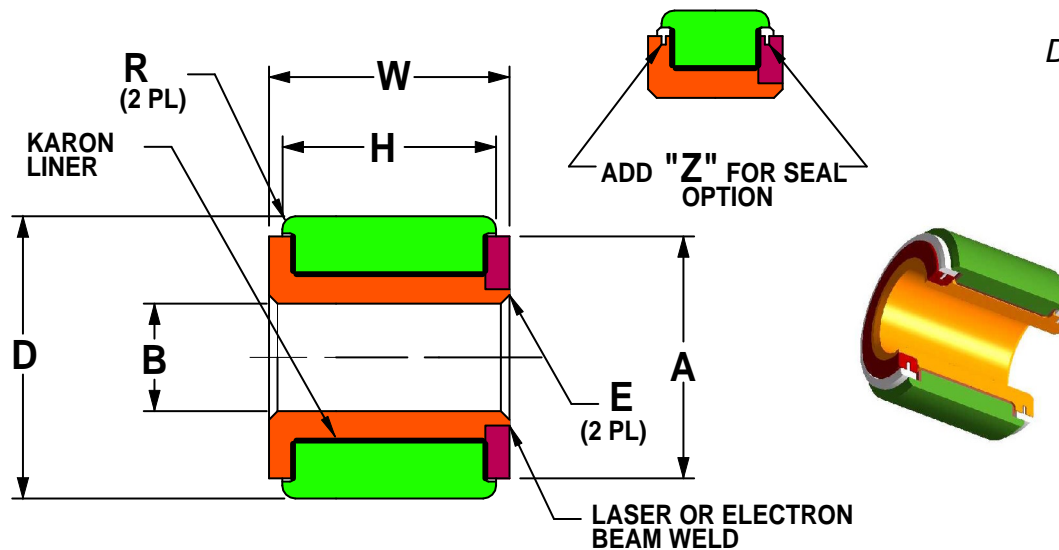 R
(2 PL)
W
D
KARON
LINER
H
ADD "Z" FOR SEAL
OPTION
D
B
A
E
(2 PL)
LASER OR ELECTRON
BEAM WELD